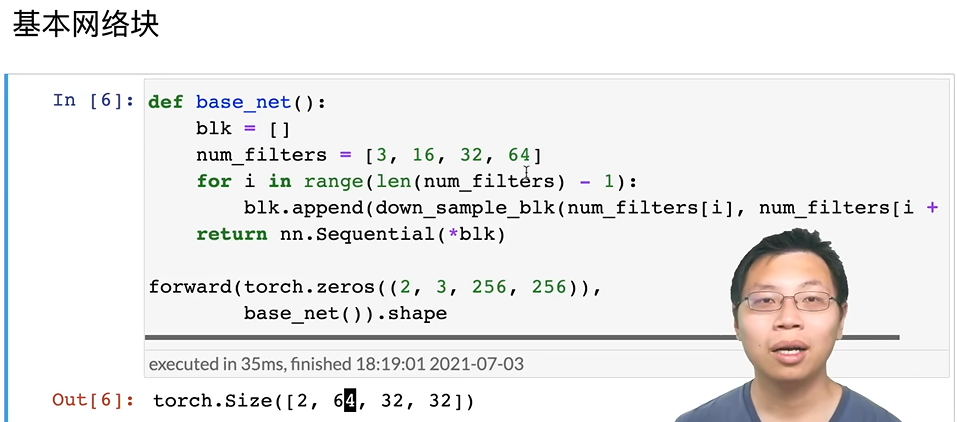 基本网络块
In [6]: def base_net():
blk = []
num_filters = [3, 16, 32, 64]
for i in range(len(num_filters) - 1):
blk.append(down_sample_blk(num_filters[i], num_filters[i +
return nn.Sequential(*blk)
forward(torch.zeros((2, 3, 256, 256)),
base_net()).shape
executed in 35ms, finished 18:19:01 2021-07-03
Out[6]: torch.Size([2, 64, 32, 32])